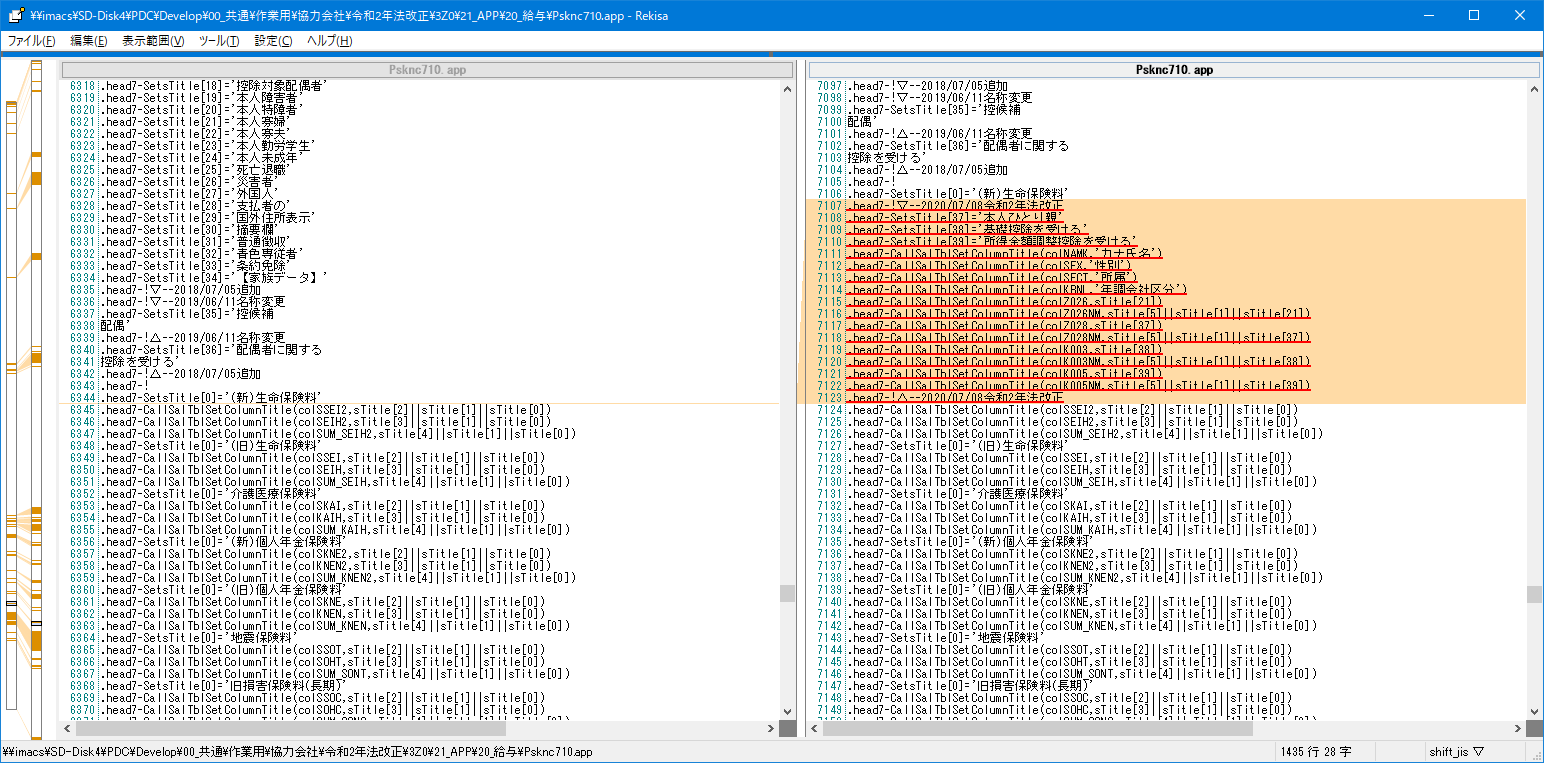 ¥¥imacs¥SD-Disk4¥PDC¥Develop¥00_共通¥作業用¥協力会社¥令和2年法改正¥3Z0¥21_APP¥20_給与¥Psknc710.app - Rekisa
ファイル(F) 編集(E) 表示範囲(V) ツール(T) 設定(C) ヘルプ(H)
Psknc710. app
6318 .head7-SetsTitle[18]='控除対象配偶者'
6319 .head7-SetsTitle[19]='本人障害者'
6320 .head7-SetsTitle[20]='本人特障者'
6321 .head7-SetsTitle[21]='本人寡婦'
6322 .head7-SetsTitle[22]='本人寡夫'
6323 .head7-SetsTitle[23]='本人勤労学生'
6324 .head7-SetsTitle[24]='本人未成年'
6325 .head7-SetsTitle[25]='死亡退職'
6326 .head7-SetsTitle[26]='災害者'
6327 .head7-SetsTitle[27]='外国人'
6328 .head7-SetsTitle[28]='支払者の'
6329 .head7-SetsTitle[29]='国外住所表示'
6330 .head7-SetsTitle[30]='摘要欄'
6331 .head7-SetsTitle[31]='普通徴収'
6332 .head7-SetsTitle[32]='青色専従者'
6333 .head7-SetsTitle[33]='条約免除'
6334 .head7-SetsTitle[34]='【家族データ】'
6335 .head7-!▽--2018/07/05追加
6336 .head7-!▽--2019/06/11名称変更
6337 .head7-SetsTitle[35]='控候補
6338 配偶'
6339 .head7-!△--2019/06/11名称変更
6340 .head7-SetsTitle[36]='配偶者に関する
6341 控除を受ける'
6342 .head7-!△--2018/07/05追加
6343 .head7-!
6344 .head7-SetsTitle[0]='(新)生命保険料'
6345 .head7-CallSalTblSetColumnTitle(colSSEI2,sTitle[2]||sTitle[1]||sTitle[0])
6346 .head7-CallSalTblSetColumnTitle(colSEIH2,sTitle[3]||sTitle[1]||sTitle[0])
6347 .head7-CallSalTblSetColumnTitle(colSUM_SEIH2,sTitle[4]||sTitle[1]||sTitle[0])
6348 .head7-SetsTitle[0]='(旧)生命保険料'
6349 .head7-CallSalTblSetColumnTitle(colSSEI,sTitle[2]||sTitle[1]||sTitle[0])
6350 .head7-CallSalTblSetColumnTitle(colSEIH,sTitle[3]||sTitle[1]||sTitle[0])
6351 .head7-CallSalTblSetColumnTitle(colSUM_SEIH,sTitle[4]||sTitle[1]||sTitle[0])
6352 .head7-SetsTitle[0]='介護医療保険料'
6353 .head7-CallSalTblSetColumnTitle(colSKAI,sTitle[2]||sTitle[1]||sTitle[0])
6354 .head7-CallSalTblSetColumnTitle(colKAIH,sTitle[3]||sTitle[1]||sTitle[0])
6355 .head7-CallSalTblSetColumnTitle(colSUM_KAIH,sTitle[4]||sTitle[1]||sTitle[0])
6356 .head7-SetsTitle[0]='(新)個人年金保険料'
6357 .head7-CallSalTblSetColumnTitle(colSKNE2,sTitle[2]||sTitle[1]||sTitle[0])
6358 .head7-CallSalTblSetColumnTitle(colKNEN2,sTitle[3]||sTitle[1]||sTitle[0])
6359 .head7-CallSalTblSetColumnTitle(colSUM_KNEN2,sTitle[4]||sTitle[1]||sTitle[0])
6360 .head7-SetsTitle[0]='(旧)個人年金保険料'
6361 .head7-CallSalTblSetColumnTitle(colSKNE,sTitle[2]||sTitle[1]||sTitle[0])
6362 .head7-CallSalTblSetColumnTitle(colKNEN,sTitle[3]||sTitle[1]||sTitle[0])
6363 .head7-CallSalTblSetColumnTitle(colSUM_KNEN,sTitle[4]||sTitle[1]||sTitle[0])
6364 .head7-SetsTitle[0]='地震保険料'
6365 .head7-CallSalTblSetColumnTitle(colSSOT,sTitle[2]||sTitle[1]||sTitle[0])
6366 .head7-CallSalTblSetColumnTitle(colSOHT,sTitle[3]||sTitle[1]||sTitle[0])
6367 .head7-CallSalTblSetColumnTitle(colSUM_SONT,sTitle[4]||sTitle[1]||sTitle[0])
6368 .head7-SetsTitle[0]='旧損害保険料(長期)'
6369 .head7-CallSalTblSetColumnTitle(colSSOC,sTitle[2]||sTitle[1]||sTitle[0])
6370 .head7-CallSalTblSetColumnTitle(colSOHC,sTitle[3]||sTitle[1]||sTitle[0])
Psknc710. app
7097 .head7-!▽--2018/07/05追加
7098 .head7-!▽--2019/06/11名称変更
7099 .head7-SetsTitle[35]='控候補
7100 配偶'
7101 .head7-!△--2019/06/11名称変更
7102 .head7-SetsTitle[36]='配偶者に関する
7103 控除を受ける'
7104 .head7-!△--2018/07/05追加
7105 .head7-!
7106 .head7-SetsTitle[0]='(新)生命保険料'
7107 .head7-!▽--2020/07/08令和2年法改正
7108 .head7-SetsTitle[37]='本人ひとり親'
7109 .head7-SetsTitle[38]='基礎控除を受ける'
7110 .head7-SetsTitle[39]='所得金額調整控除を受ける'
7111 .head7-CallSalTblSetColumnTitle(colNAMK,'カナ氏名')
7112 .head7-CallSalTblSetColumnTitle(colSEX,'性別')
7113 .head7-CallSalTblSetColumnTitle(colSECT,'所属')
7114 .head7-CallSalTblSetColumnTitle(colKBNL,'年調会社区分')
7115 .head7-CallSalTblSetColumnTitle(colZ026,sTitle[21])
7116 .head7-CallSalTblSetColumnTitle(colZ026NM,sTitle[5]||sTitle[1]||sTitle[21])
7117 .head7-CallSalTblSetColumnTitle(colZ028,sTitle[37])
7118 .head7-CallSalTblSetColumnTitle(colZ028NM,sTitle[5]||sTitle[1]||sTitle[37])
7119 .head7-CallSalTblSetColumnTitle(colK003,sTitle[38])
7120 .head7-CallSalTblSetColumnTitle(colK003NM,sTitle[5]||sTitle[1]||sTitle[38])
7121 .head7-CallSalTblSetColumnTitle(colK005,sTitle[39])
7122 .head7-CallSalTblSetColumnTitle(colK005NM,sTitle[5]||sTitle[1]||sTitle[39])
7123 .head7-!△--2020/07/08令和2年法改正
7124 .head7-CallSalTblSetColumnTitle(colSSEI2,sTitle[2]||sTitle[1]||sTitle[0])
7125 .head7-CallSalTblSetColumnTitle(colSEIH2,sTitle[3]||sTitle[1]||sTitle[0])
7126 .head7-CallSalTblSetColumnTitle(colSUM_SEIH2,sTitle[4]||sTitle[1]||sTitle[0])
7127 .head7-SetsTitle[0]='(旧)生命保険料'
7128 .head7-CallSalTblSetColumnTitle(colSSEI,sTitle[2]||sTitle[1]||sTitle[0])
7129 .head7-CallSalTblSetColumnTitle(colSEIH,sTitle[3]||sTitle[1]||sTitle[0])
7130 .head7-CallSalTblSetColumnTitle(colSUM_SEIH,sTitle[4]||sTitle[1]||sTitle[0])
7131 .head7-SetsTitle[0]='介護医療保険料'
7132 .head7-CallSalTblSetColumnTitle(colSKAI,sTitle[2]||sTitle[1]||sTitle[0])
7133 .head7-CallSalTblSetColumnTitle(colKAIH,sTitle[3]||sTitle[1]||sTitle[0])
7134 .head7-CallSalTblSetColumnTitle(colSUM_KAIH,sTitle[4]||sTitle[1]||sTitle[0])
7135 .head7-SetsTitle[0]='(新)個人年金保険料'
7136 .head7-CallSalTblSetColumnTitle(colSKNE2,sTitle[2]||sTitle[1]||sTitle[0])
7137 .head7-CallSalTblSetColumnTitle(colKNEN2,sTitle[3]||sTitle[1]||sTitle[0])
7138 .head7-CallSalTblSetColumnTitle(colSUM_KNEN2,sTitle[4]||sTitle[1]||sTitle[0])
7139 .head7-SetsTitle[0]='(旧)個人年金保険料'
7140 .head7-CallSalTblSetColumnTitle(colSKNE,sTitle[2]||sTitle[1]||sTitle[0])
7141 .head7-CallSalTblSetColumnTitle(colKNEN,sTitle[3]||sTitle[1]||sTitle[0])
7142 .head7-CallSalTblSetColumnTitle(colSUM_KNEN,sTitle[4]||sTitle[1]||sTitle[0])
7143 .head7-SetsTitle[0]='地震保険料'
7144 .head7-CallSalTblSetColumnTitle(colSSOT,sTitle[2]||sTitle[1]||sTitle[0])
7145 .head7-CallSalTblSetColumnTitle(colSOHT,sTitle[3]||sTitle[1]||sTitle[0])
7146 .head7-CallSalTblSetColumnTitle(colSUM_SONT,sTitle[4]||sTitle[1]||sTitle[0])
7147 .head7-SetsTitle[0]='旧損害保険料(長期)'
7148 .head7-CallSalTblSetColumnTitle(colSSOC,sTitle[2]||sTitle[1]||sTitle[0])
7149 .head7-CallSalTblSetColumnTitle(colSOHC,sTitle[3]||sTitle[1]||sTitle[0])
¥¥imacs¥SD-Disk4¥PDC¥Develop¥00_共通¥作業用¥協力会社¥令和2年法改正¥3Z0¥21_APP¥20_給与¥Psknc710.app 1435 行 28 字 shift_jis ▽